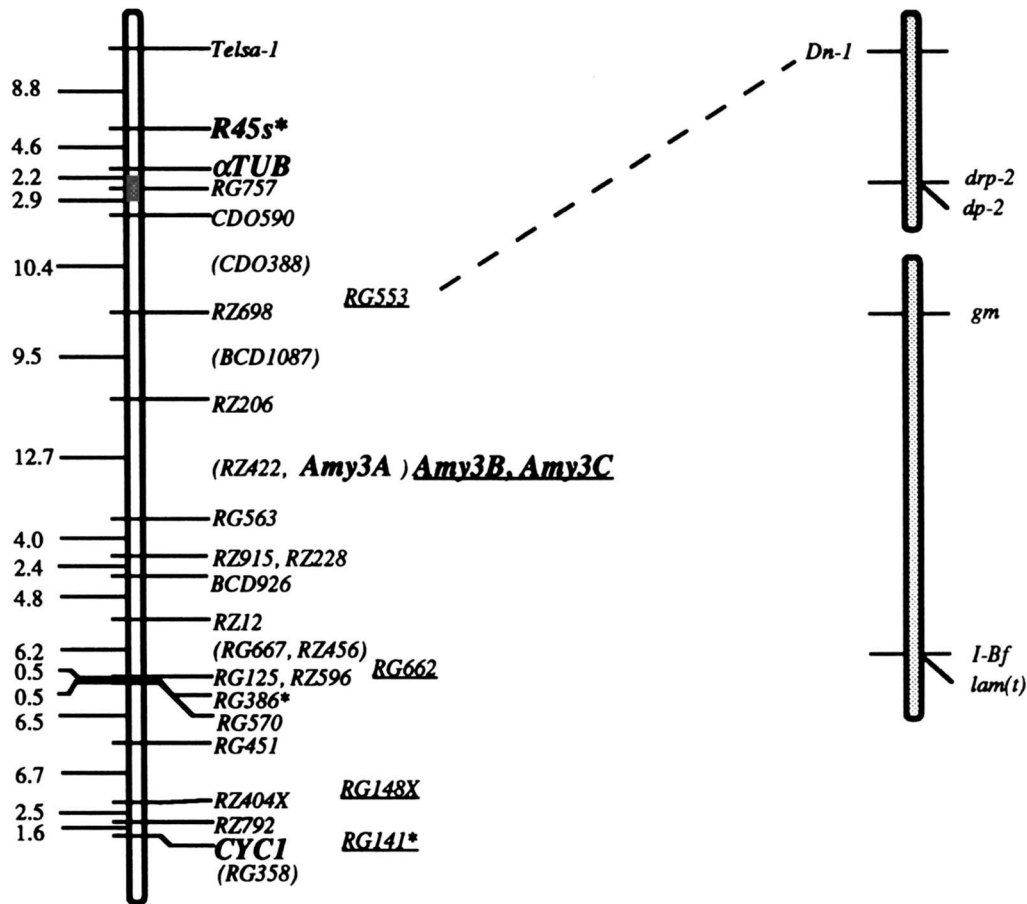 Telsa-1
8.8
R45s*
4.6
αTUB
2.2
RG757
2.9
CDO590
10.4
(CDO388)
RZ698
RG553
9.5
(BCD1087)
RZ206
12.7
(RZ422, Amy3A ) Amy3B, Amy3C
RG563
4.0
RZ915, RZ228
2.4
BCD926
4.8
RZ12
6.2
(RG667, RZ456)
0.5
RG125, RZ596
RG662
0.5
RG386*
6.5
RG570
RG451
6.7
RZ404X
RG148X
2.5
RZ792
1.6
CYC1
RG141*
(RG358)
Dn-1
drp-2
dp-2
gm
I-Bf
lam(t)